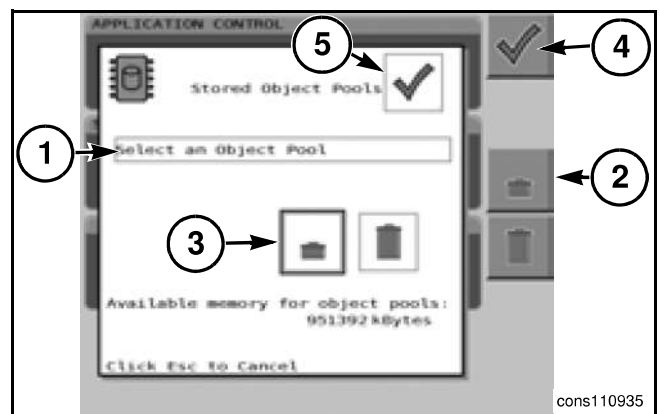 APPLICATION CONTROL
5
4
Stored Object Pools
1
Select an Object Pool
2
3
Available memory for object pools:
951392 kBytes
Click Esc to Cancel
cons110935